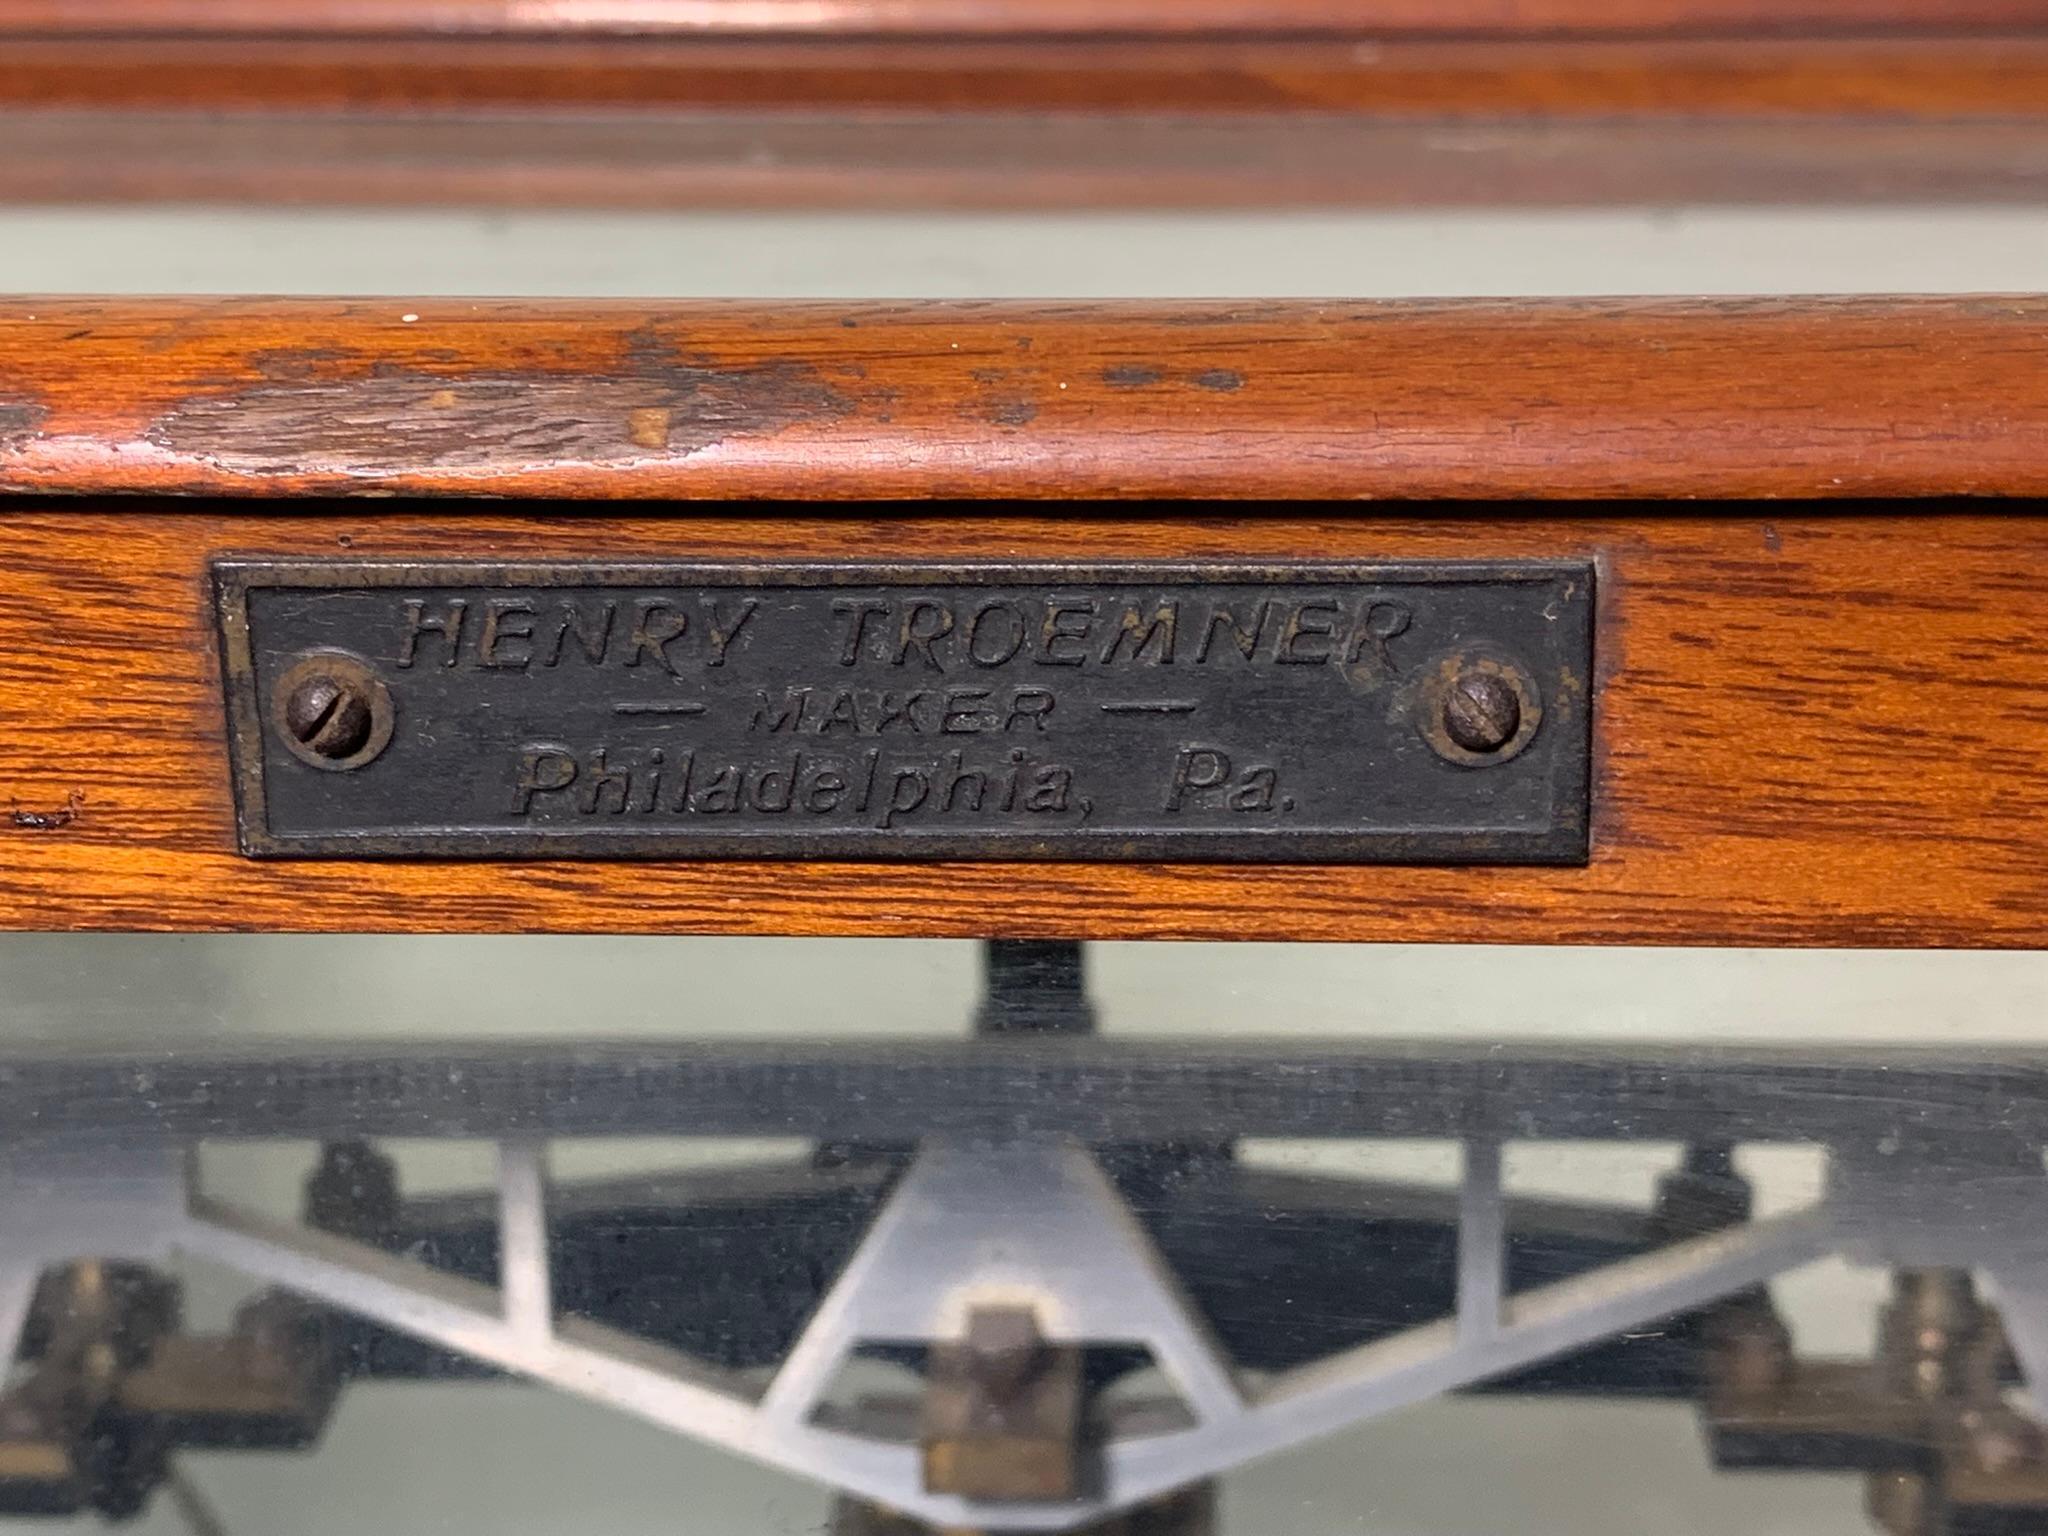 HENRY TROEMNER
— MAKER —
Philadelphia, Pa.